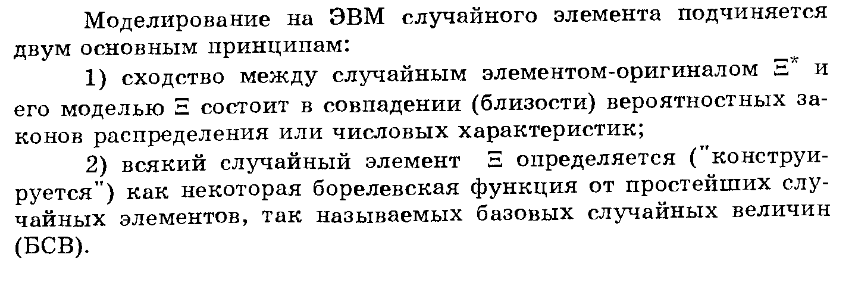 Моделирование на ЭВМ случайного элемента подчиняется
двум основным принципам:
1) сходство между случайным элементом-оригиналом Ξ* и
его моделью Ξ состоит в совпадении (близости) вероятностных за-
конов распределения или числовых характеристик;
2) всякий случайный элемент Ξ определяется ("конструи-
руется") как некоторая борелевская функция от простейших слу-
чайных элементов, так называемых базовых случайных величин
(БСВ).